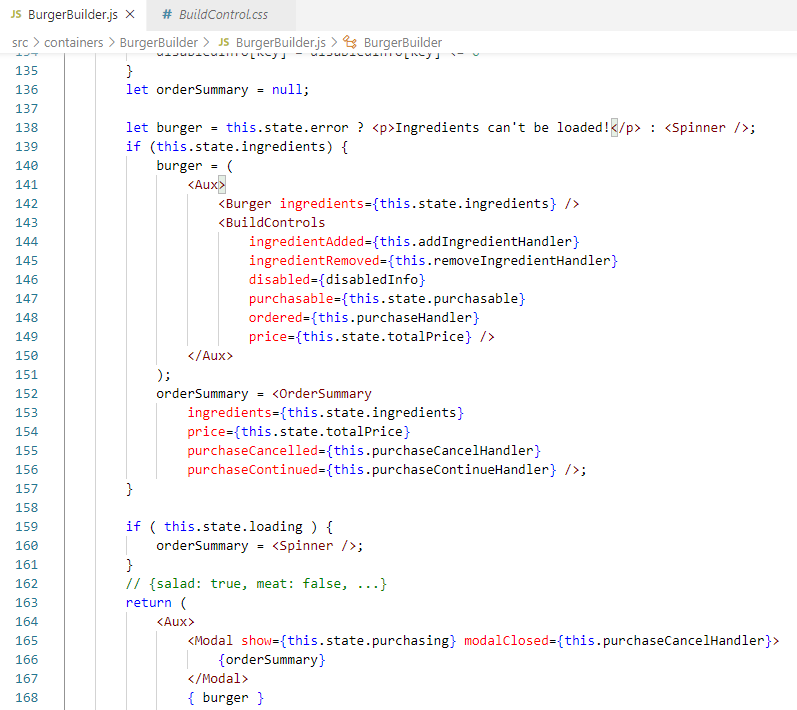 JS BurgerBuilder.js ×
# BuildControl.css
src > containers > BurgerBuilder > JS BurgerBuilder.js > BurgerBuilder
135 }
136 let orderSummary = null;
137
138 let burger = this.state.error ? <p>Ingredients can't be loaded!</p> : <Spinner />;
139 if (this.state.ingredients) {
140 burger = (
141 <Aux>
142 <Burger ingredients={this.state.ingredients} />
143 <BuildControls
144 ingredientAdded={this.addIngredientHandler}
145 ingredientRemoved={this.removeIngredientHandler}
146 disabled={disabledInfo}
147 purchasable={this.state.purchasable}
148 ordered={this.purchaseHandler}
149 price={this.state.totalPrice} />
150 </Aux>
151 );
152 orderSummary = <OrderSummary
153 ingredients={this.state.ingredients}
154 price={this.state.totalPrice}
155 purchaseCancelled={this.purchaseCancelHandler}
156 purchaseContinued={this.purchaseContinueHandler} />;
157 }
158
159 if ( this.state.loading ) {
160 orderSummary = <Spinner />;
161 }
162 // {salad: true, meat: false, ...}
163 return (
164 <Aux>
165 <Modal show={this.state.purchasing} modalClosed={this.purchaseCancelHandler}>
166 {orderSummary}
167 </Modal>
168 { burger }